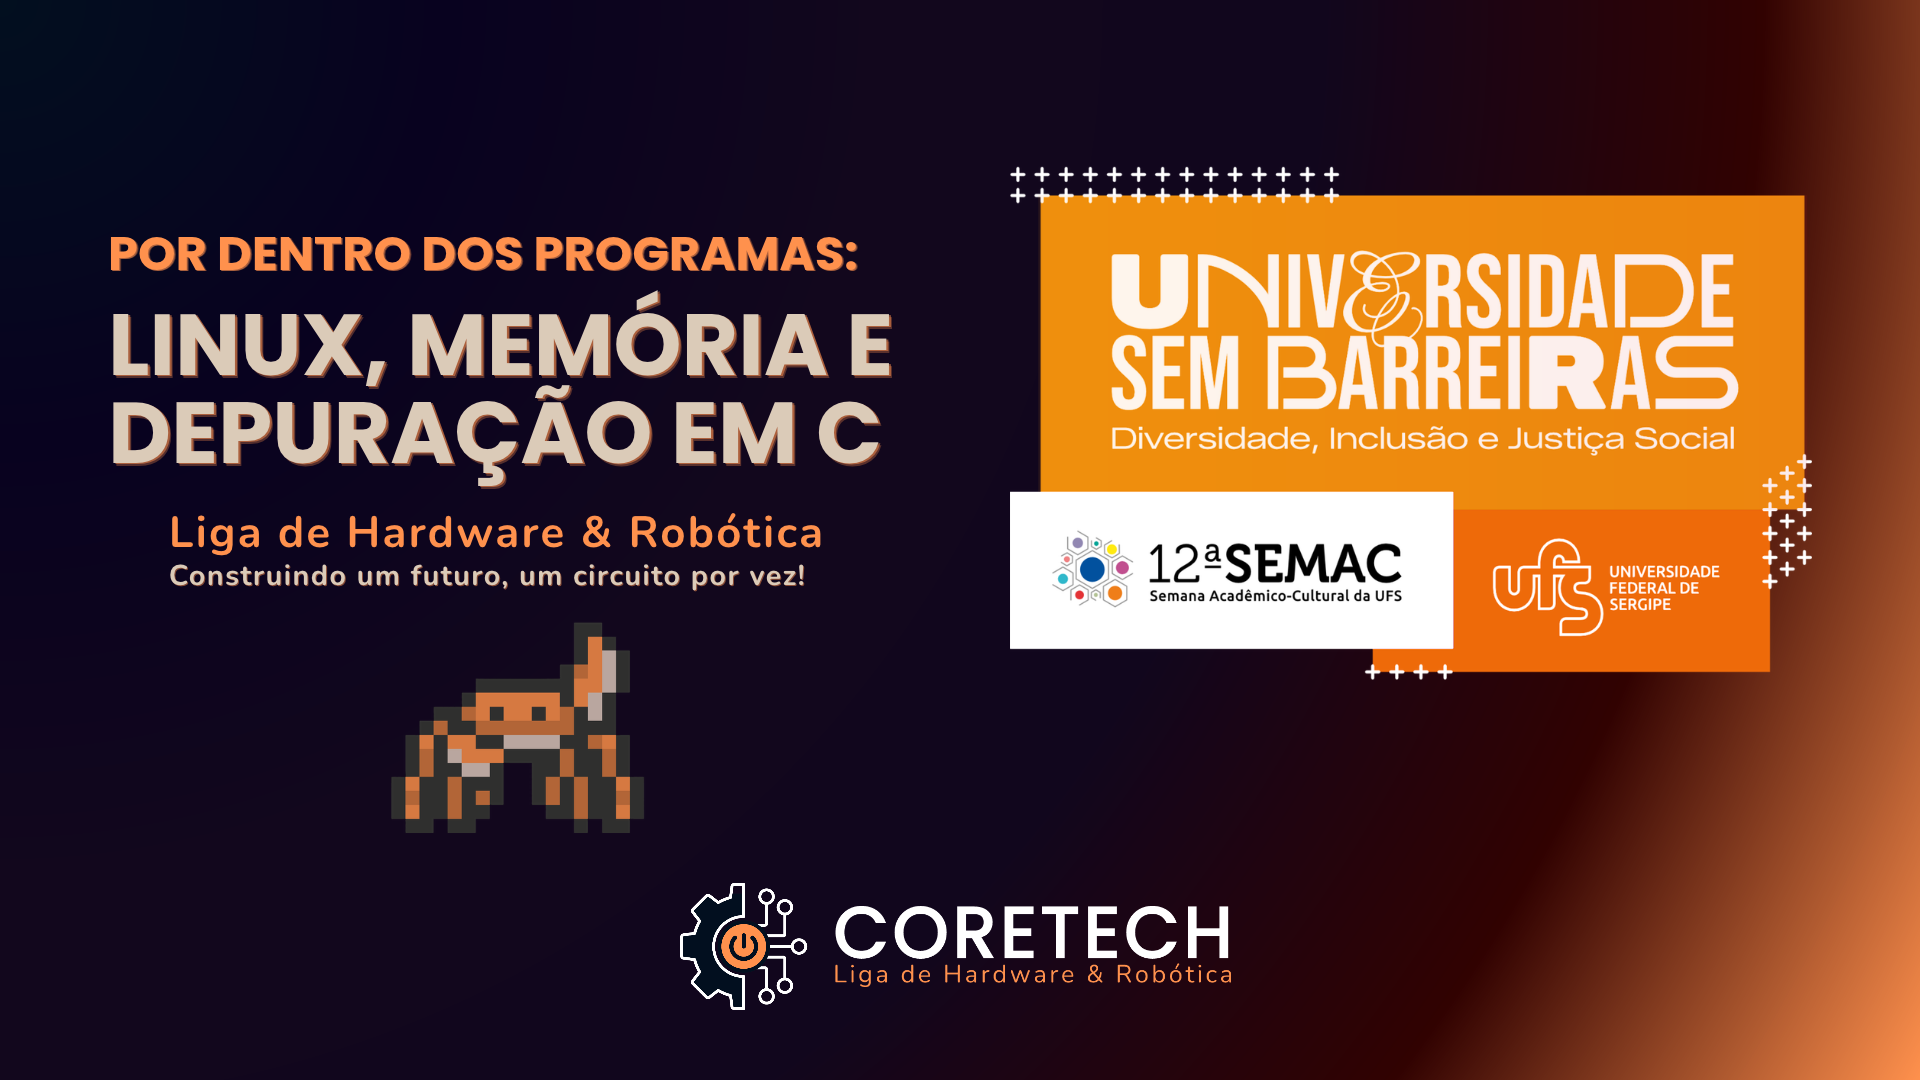 POR DENTRO DOS PROGRAMAS:
LINUX, MEMÓRIA E
DEPURAÇÃO EM C
Liga de Hardware & Robótica
Construindo um futuro, um circuito por vez!
UNIVERSIDADE
SEM BARREIRAS
Diversidade, Inclusão e Justiça Social
12ªSEMAC
Semana Acadêmico-Cultural da UFS
ufs
UNIVERSIDADE
FEDERAL DE
SERGIPE
CORETECH
Liga de Hardware & Robótica